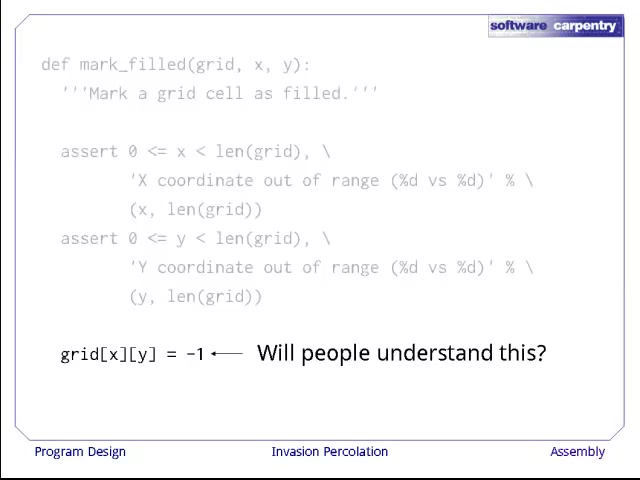 software carpentry
def mark_filled(grid, x, y):
'''Mark a grid cell as filled.'''
assert 0 <= x < len(grid), \
'X coordinate out of range (%d vs %d)' % \
(x, len(grid))
assert 0 <= y < len(grid), \
'Y coordinate out of range (%d vs %d)' % \
(y, len(grid))
grid[x][y] = -1 ← Will people understand this?
Program Design Invasion Percolation Assembly